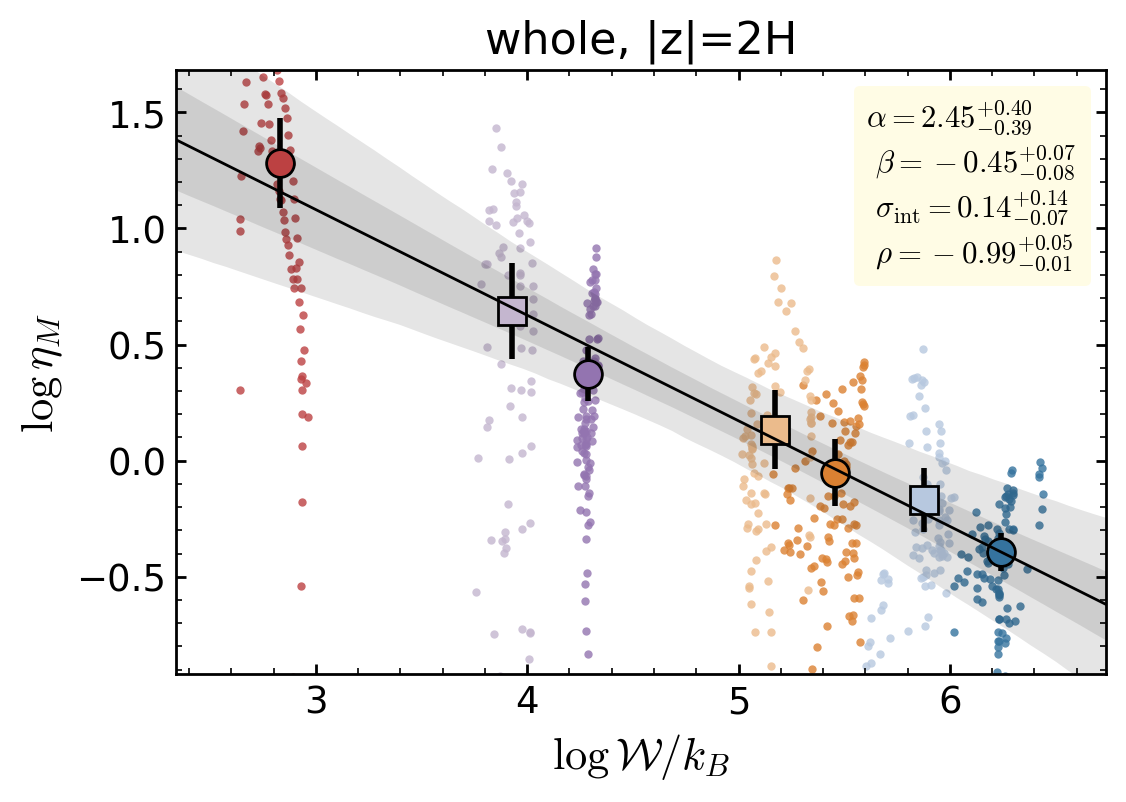 whole, |z|=2H
α = 2.45^{+0.40}_{-0.39}
β = −0.45^{+0.07}_{-0.08}
σ_int = 0.14^{+0.14}_{-0.07}
ρ = −0.99^{+0.05}_{-0.01}
1.5
1.0
0.5
0.0
−0.5
log η_M
3 4 5 6
log 𝒲/k_B